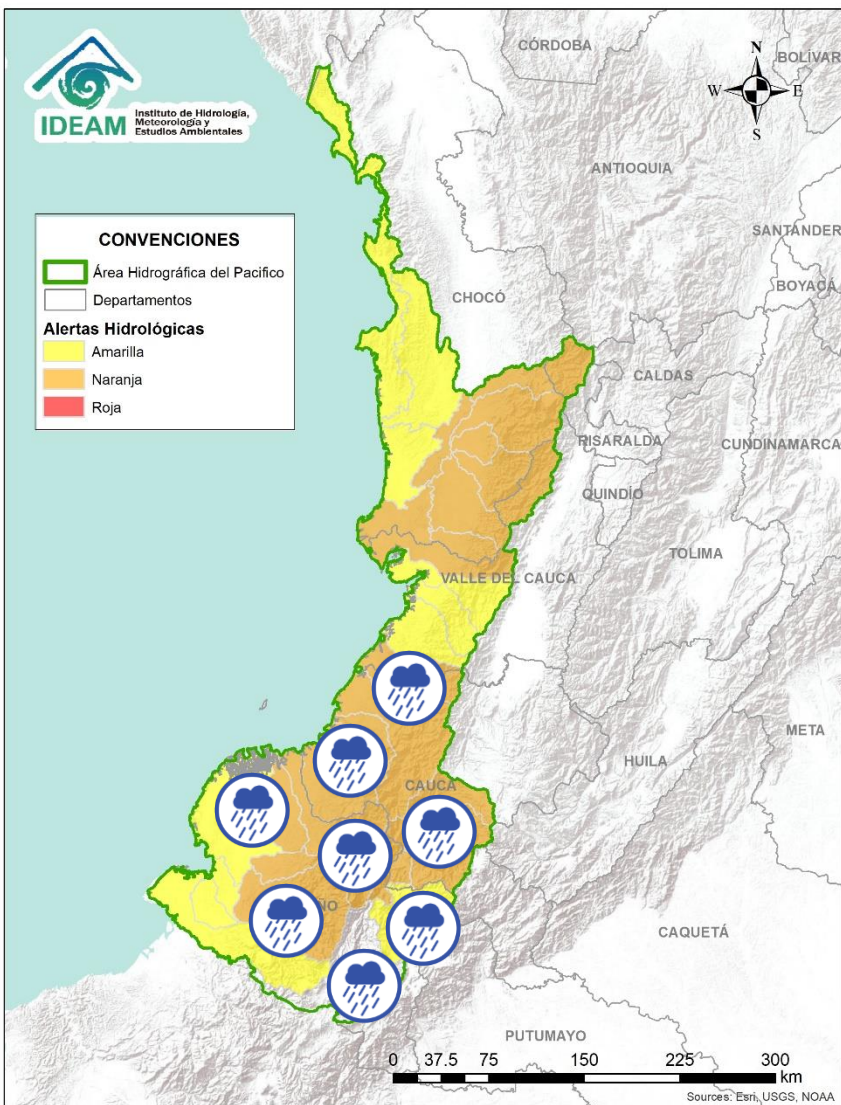 IDEAM
Instituto de Hidrología,
Meteorología y
Estudios Ambientales
CÓRDOBA
BOLÍVAR
N
W
E
S
ANTIOQUIA
SANTANDER
BOYACÁ
CONVENCIONES
Área Hidrográfica del Pacifico
Departamentos
Alertas Hidrológicas
Amarilla
Naranja
Roja
CHOCÓ
CALDAS
RISARALDA
CUNDINAMARCA
QUINDÍO
TOLIMA
VALLE DEL CAUCA
META
HUILA
CAUCA
ÑO
CAQUETÁ
PUTUMAYO
0 37.5 75 150 225 300
km
Sources: Esri, USGS, NOAA